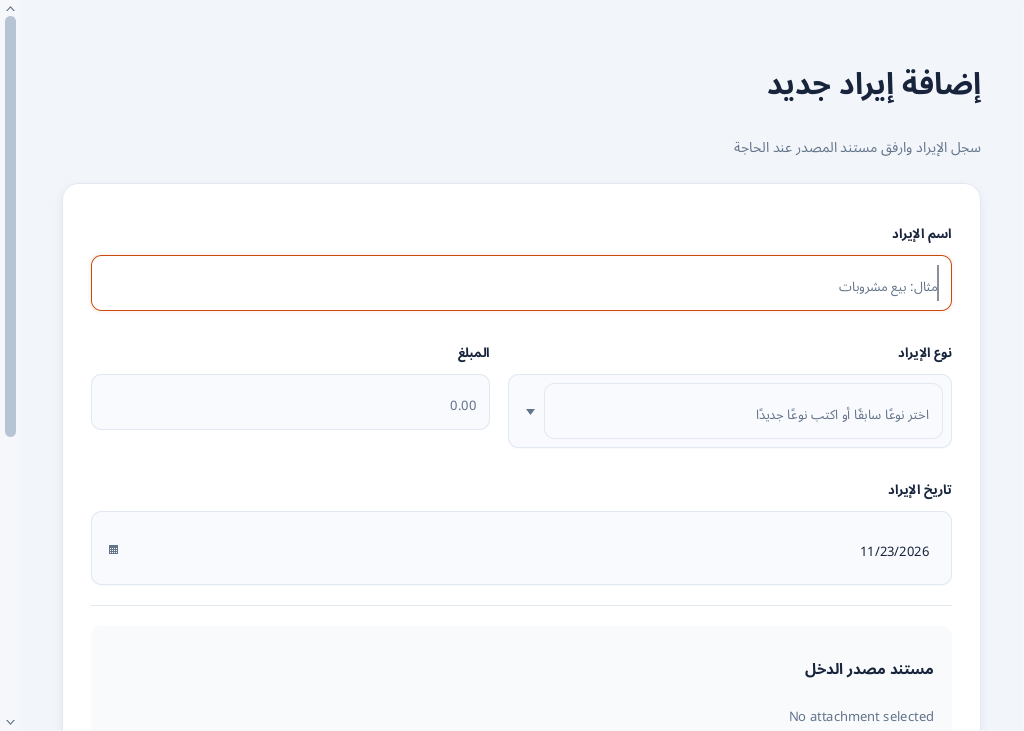 إضافة إيراد جديد
سجل الإيراد وارفق مستند المصدر عند الحاجة
اسم الإيراد
مثال: بيع مشروبات
نوع الإيراد
اختر نوعًا سابقًا أو اكتب نوعًا جديدًا
المبلغ
0.00
تاريخ الإيراد
11/23/2026
مستند مصدر الدخل
No attachment selected